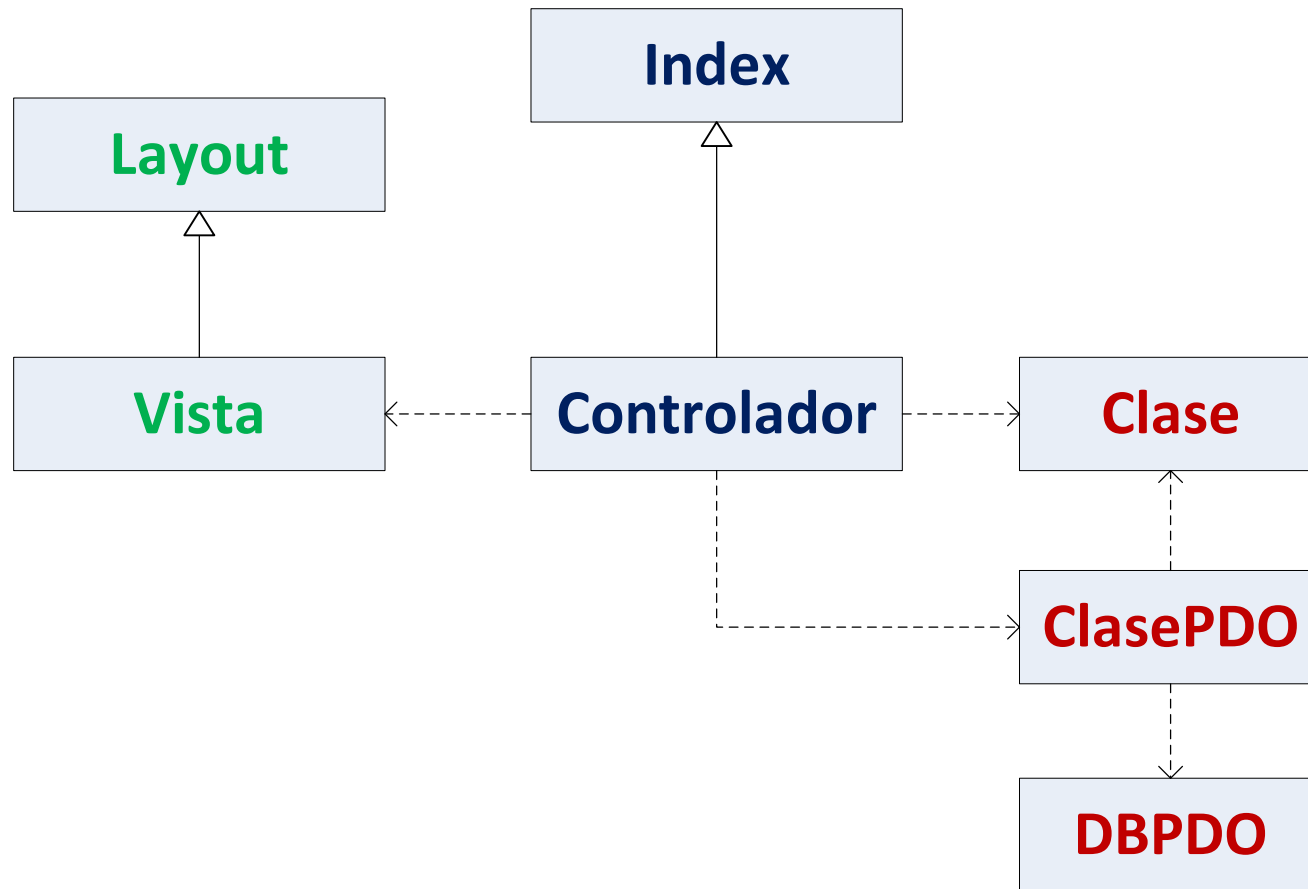 Index
Layout
Vista
Controlador
Clase
ClasePDO
DBPDO